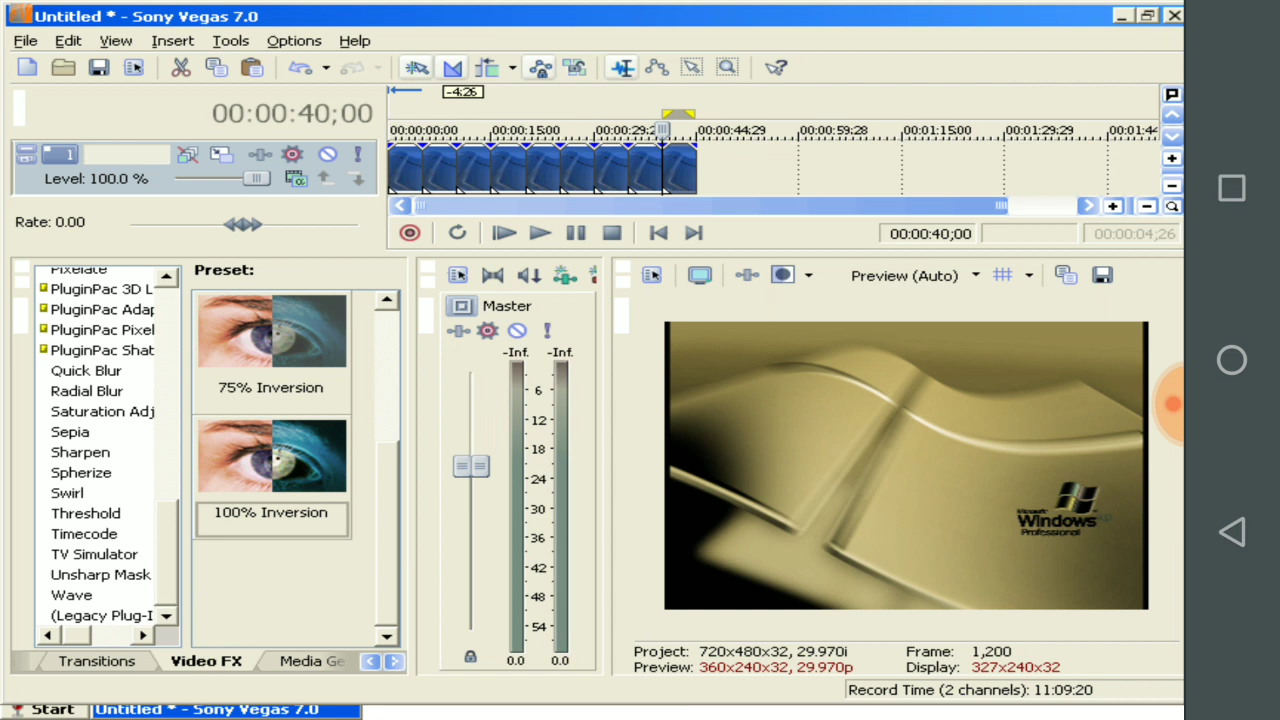 Untitled * - Sony Vegas 7.0
File Edit View Insert Tools Options Help
00:00:40;00
-4:26
00:00:00:00 00:00:15:00 00:00:29:2 00:00:44:29 00:00:59:28 00:01:15:00 00:01:29:29 00:01:44
1
Level: 100.0 %
Rate: 0.00
00:00:40;00 00:00:04;26
Pixelate
PluginPac 3D L
PluginPac Adap
PluginPac Pixel
PluginPac Shat
Quick Blur
Radial Blur
Saturation Adj
Sepia
Sharpen
Spherize
Swirl
Threshold
Timecode
TV Simulator
Unsharp Mask
Wave
(Legacy Plug-I
Preset:
75% Inversion
100% Inversion
Transitions Video FX Media Ge
Master
-Inf. -Inf.
6
12
18
24
30
36
42
48
54
0.0 0.0
Preview (Auto)
Microsoft
Windows XP
Professional
Project: 720x480x32, 29.970i Frame: 1,200
Preview: 360x240x32, 29.970p Display: 327x240x32
Record Time (2 channels): 11:09:20
Start Untitled * - Sony Vegas 7.0